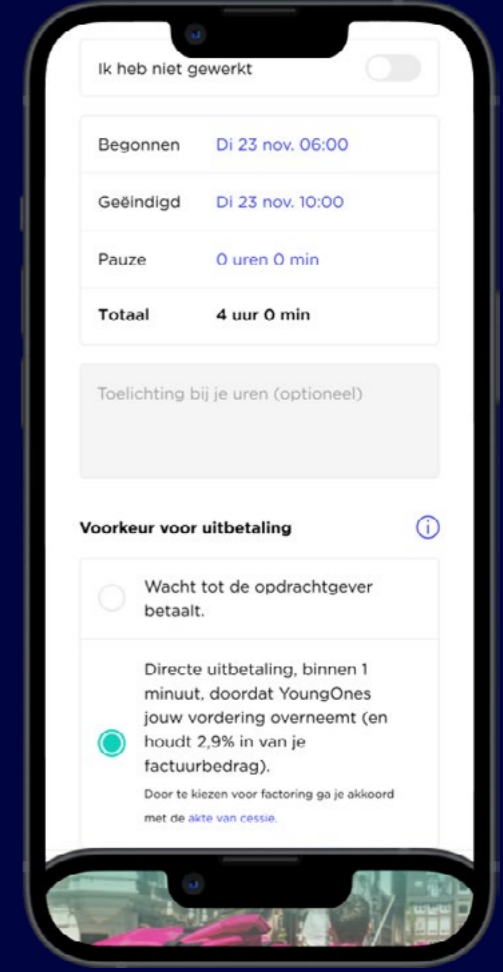 Ik heb niet gewerkt
Begonnen Di 23 nov. 06:00
Geëindigd Di 23 nov. 10:00
Pauze 0 uren 0 min
Totaal 4 uur 0 min
Toelichting bij je uren (optioneel)
Voorkeur voor uitbetaling
Wacht tot de opdrachtgever
betaalt.
Directe uitbetaling, binnen 1
minuut, doordat YoungOnes
jouw vordering overneemt (en
houdt 2,9% in van je
factuurbedrag).
Door te kiezen voor factoring ga je akkoord
met de akte van cessie.